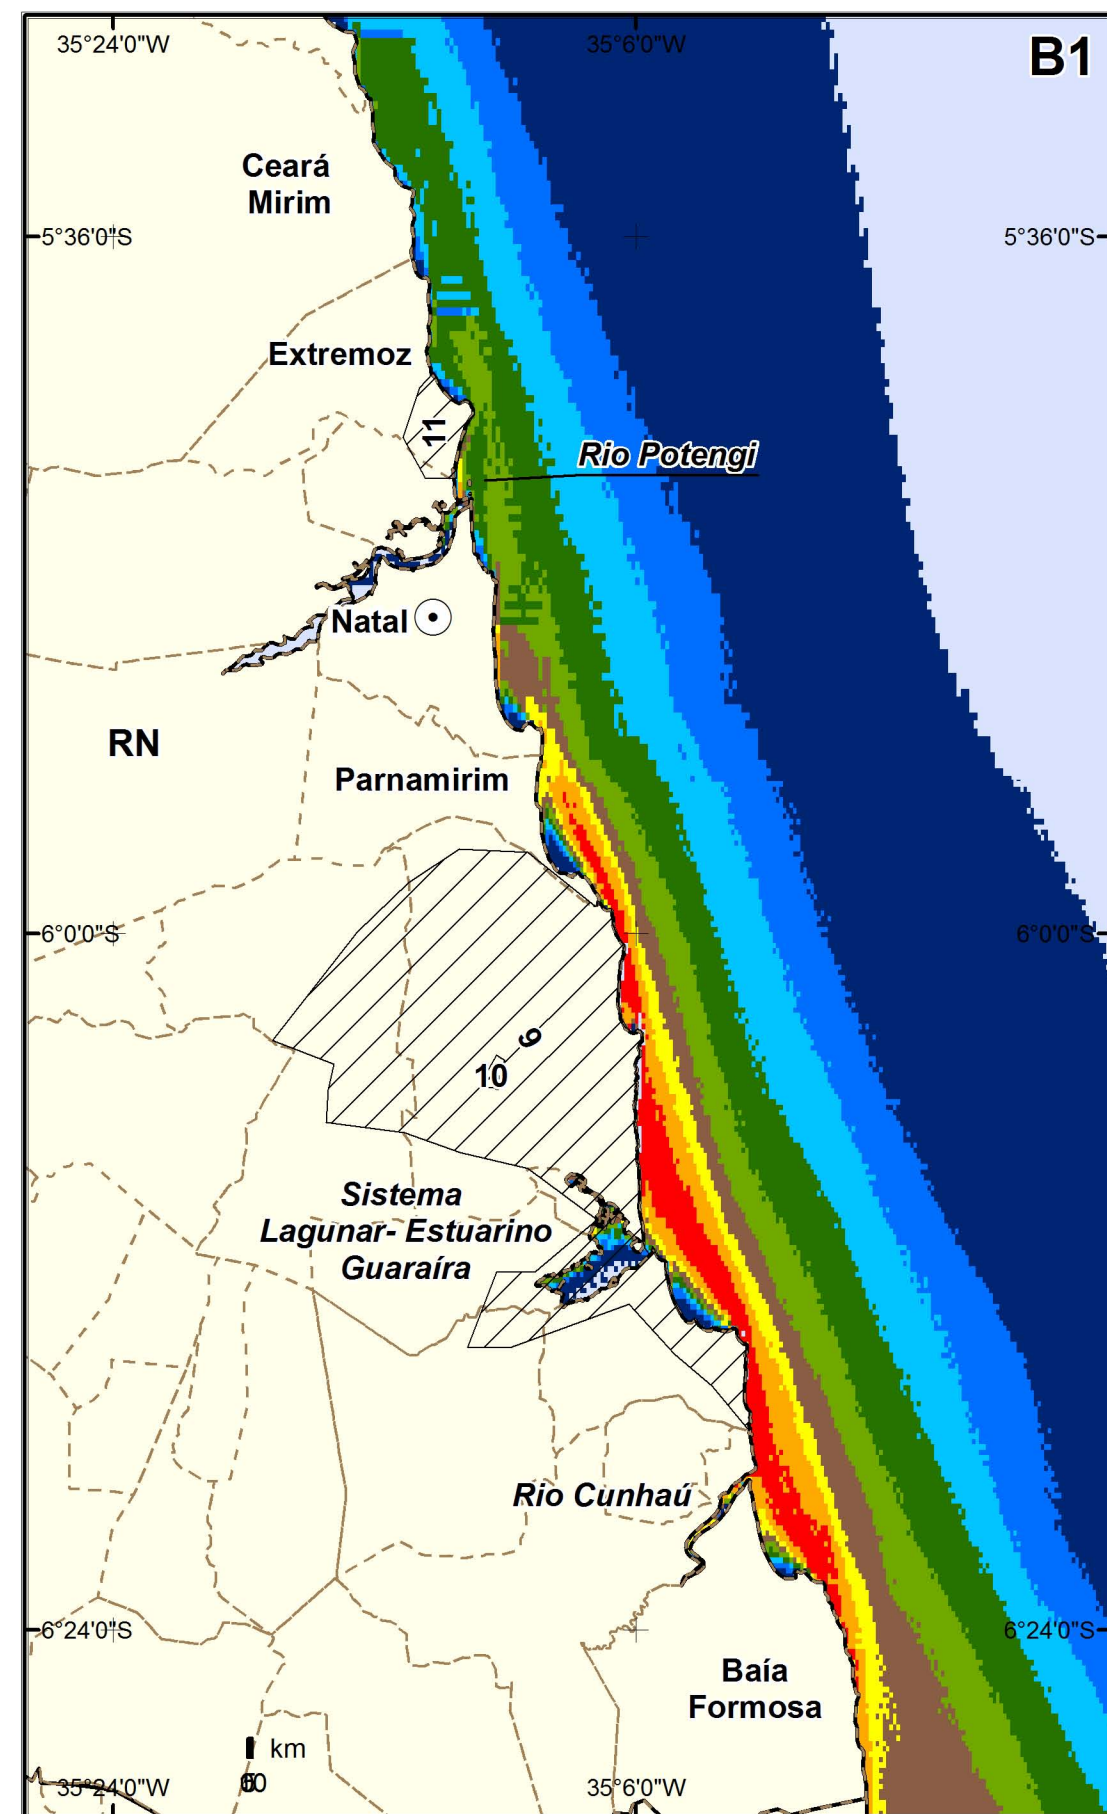 35°24'0"W
35°6'0"W
B1
Ceará
Mirim
5°36'0"S
5°36'0"S
Extremoz
11
Rio Potengi
Natal
RN
Parnamirim
6°0'0"S
6°0'0"S
9
10
Sistema
Lagunar- Estuarino
Guaraíra
Rio Cunhaú
6°24'0"S
6°24'0"S
Baía
Formosa
km
35°24'0"W
35°6'0"W